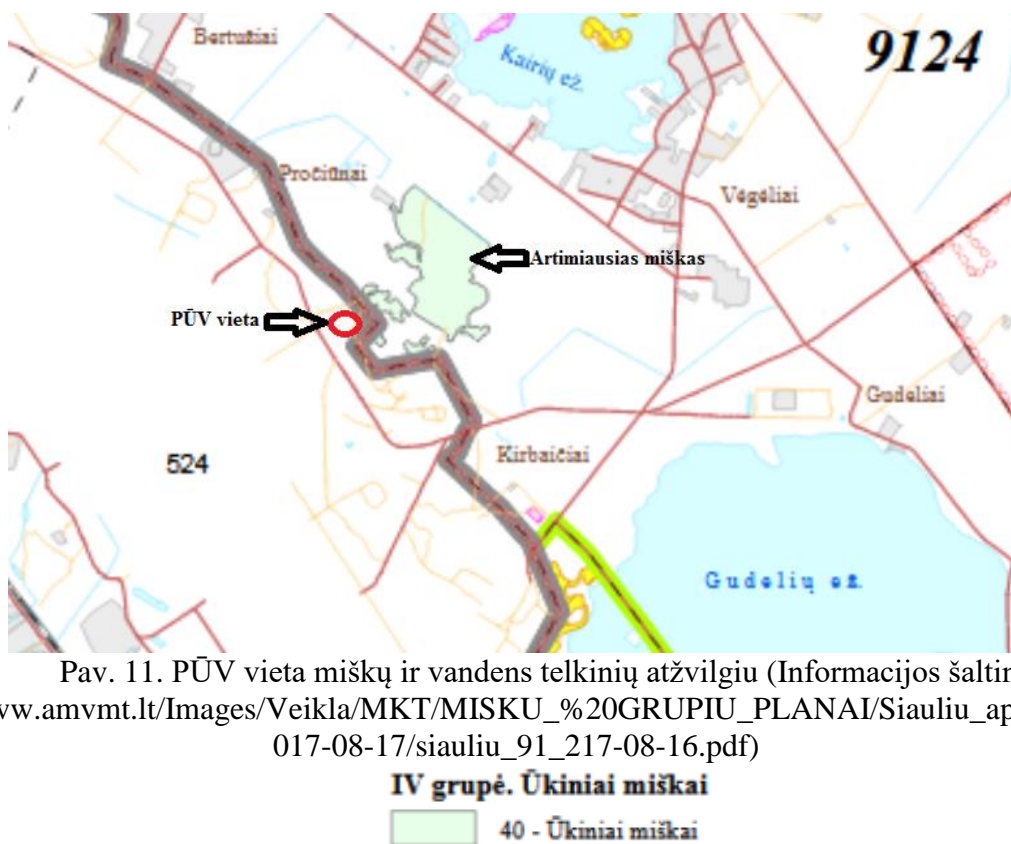 Bertužiai
Kairių ež.
9124
Pročiūnai
Vėgėliai
Artimiausias miškas
PŪV vieta
Gudeliai
524
Kirbaičiai
Gudelių ež.
Pav. 11. PŪV vieta miškų ir vandens telkinių atžvilgiu (Informacijos šaltin
ww.amvmt.lt/Images/Veikla/MKT/MISKU_%20GRUPIU_PLANAI/Siauliu_ap
017-08-17/siauliu_91_217-08-16.pdf)
IV grupė. Ūkiniai miškai
40 - Ūkiniai miškai